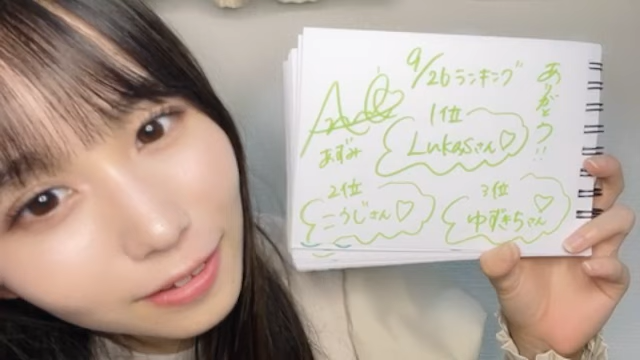 9/26ランキング
ありがとう!!
あずみ
1位
Lukasさん♡
2位
こうじさん♡
3位
ゆずきちさん♡